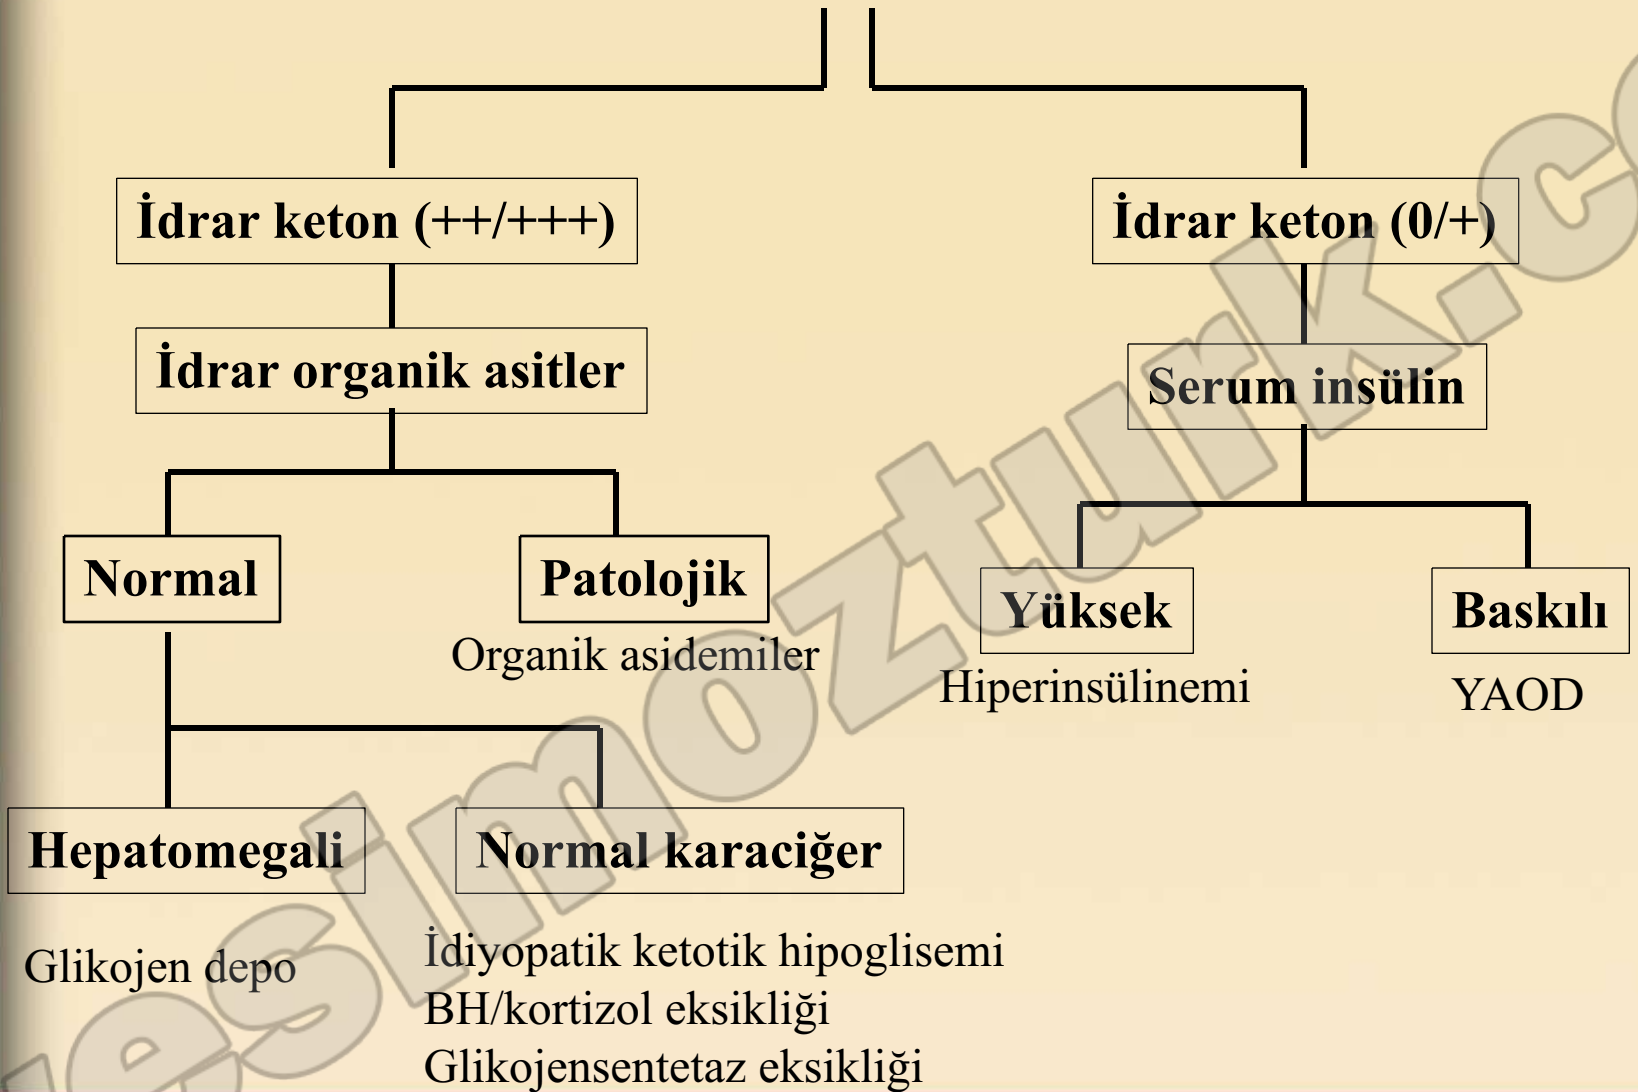 İdrar keton (++/+++)
İdrar keton (0/+)
İdrar organik asitler
Serum insülin
Normal
Patolojik
Organik asidemiler
Yüksek
Hiperinsülinemi
Baskılı
YAOD
Hepatomegali
Normal karaciğer
Glikojen depo
İdiyopatik ketotik hipoglisemi
BH/kortizol eksikliği
Glikojensentetaz eksikliği
esimozturk.c